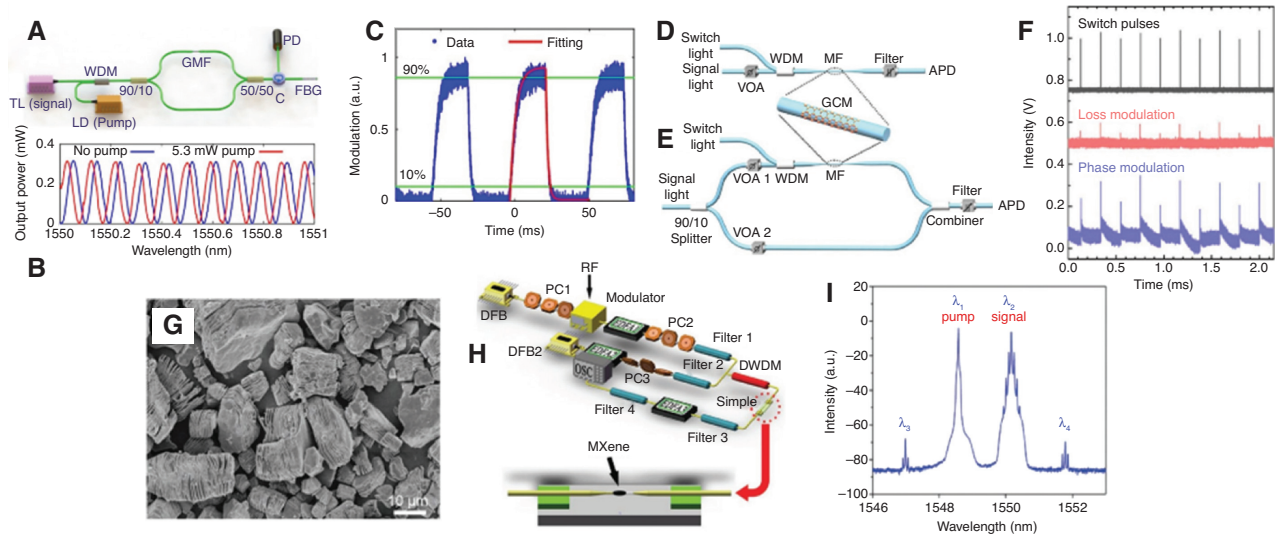 A
PD
GMF
WDM
90/10
50/50
C
FBG
TL (signal)
LD (Pump)
Output power (mW)
0.4
0.2
0
No pump
5.3 mW pump
1550
1550.2
1550.4
1550.6
1550.8
1551
Wavelength (nm)
B
C
Data
Fitting
Modulation (a.u.)
1
0.5
0
90%
10%
−50
0
50
Time (ms)
D
Switch
light
Signal
light
VOA
WDM
MF
Filter
APD
GCM
E
Switch
light
Signal
light
VOA 1
WDM
MF
90/10
Splitter
VOA 2
Combiner
Filter
APD
F
Switch pulses
Loss modulation
Phase modulation
Intensity (V)
1.0
0.8
0.6
0.4
0.2
0.0
0.0
0.5
1.0
1.5
2.0
Time (ms)
G
10 µm
H
RF
PC1
Modulator
DFB
PC2
Filter 1
DFB2
OSC
PC3
Filter 2
DWDM
Simple
Filter 4
Filter 3
MXene
I
λ1
pump
λ2
signal
λ3
λ4
Intensity (a.u.)
20
0
−20
−40
−60
−80
−100
1546
1548
1550
1552
Wavelength (nm)